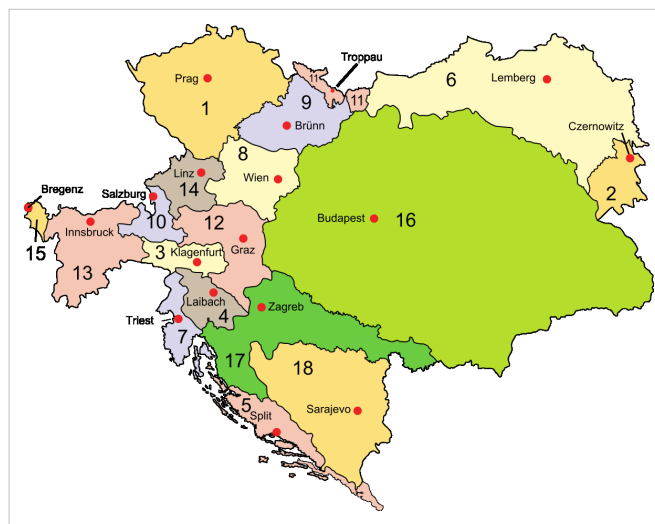 Troppau
11
6
Prag
Lemberg
9
11
1
Brünn
Czernowitz
8
Linz
Wien
2
Bregenz
Salzburg
14
10
12
Budapest
16
Innsbruck
15
3
Klagenfurt
Graz
13
Laibach
Zagreb
4
Triest
7
17
18
5
Split
Sarajevo